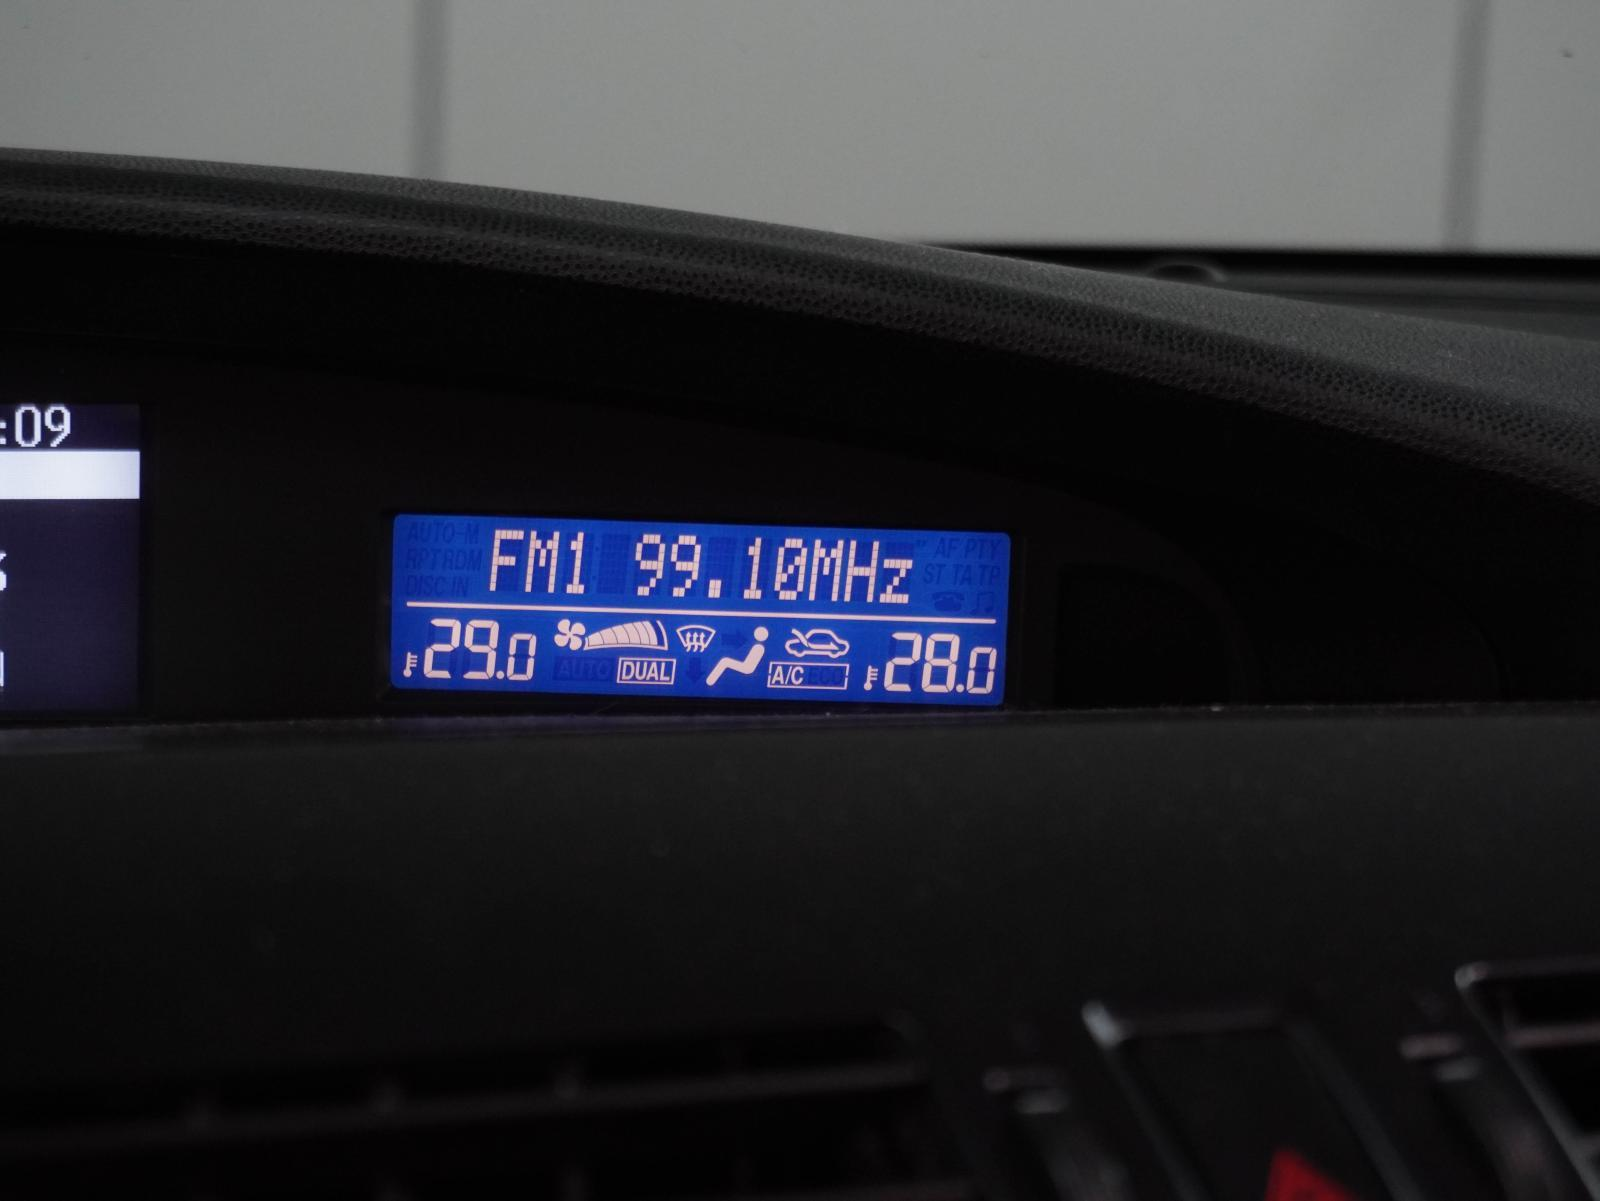 :09
AUTO-M
RPT RDM
DISC IN
FM1 99.10MHz
AF PTY
ST TA TP
29.0
AUTO
DUAL
A/C ECO
28.0